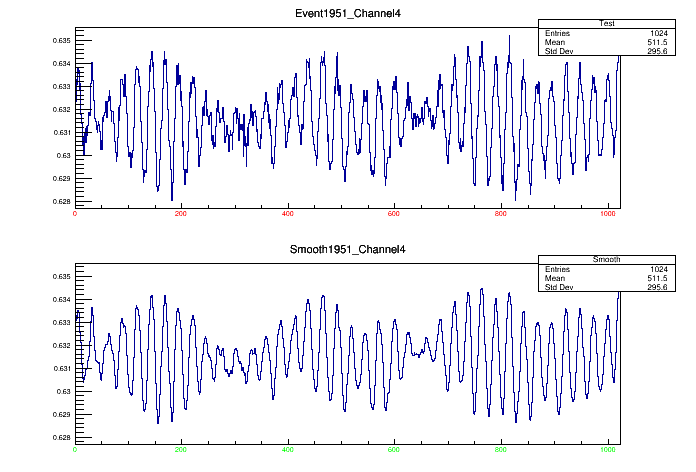 Event1951_Channel4
Test
Entries 1024
Mean 511.5
Std Dev 295.6
0.635
0.634
0.633
0.632
0.631
0.63
0.629
0.628
0 200 400 600 800 1000
Smooth1951_Channel4
Smooth
Entries 1024
Mean 511.5
Std Dev 295.6
0.635
0.634
0.633
0.632
0.631
0.63
0.629
0.628
0 200 400 600 800 1000